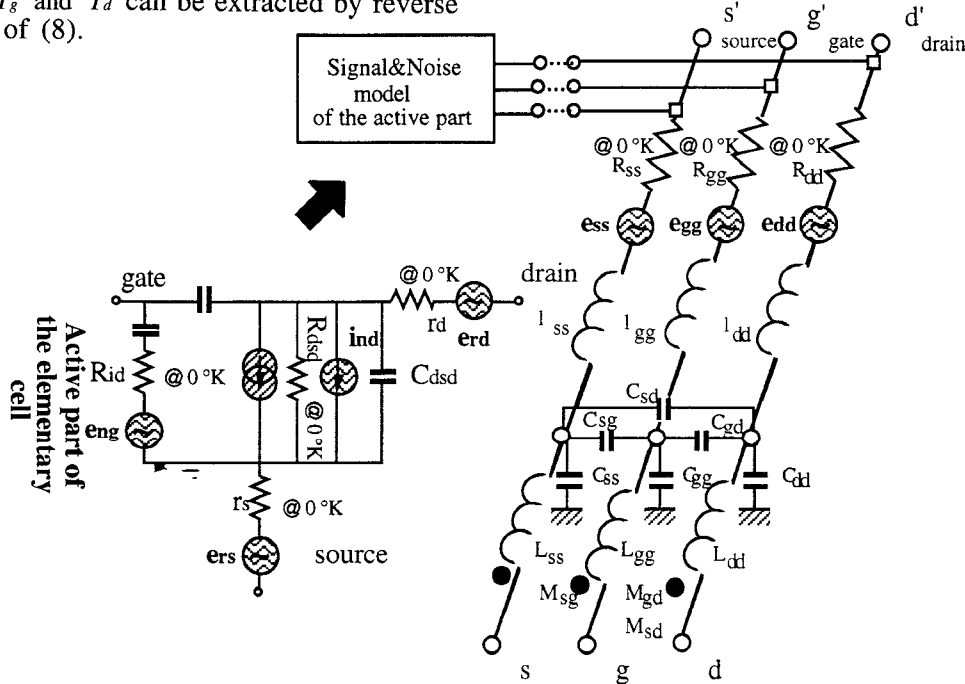 Tg and Td can be extracted by reverse
of (8).
s'
g'
d'
source
gate
drain
Signal&Noise
model
of the active part
@0°K
Rss
@0°K
Rgg
@0°K
Rdd
ess
egg
edd
lss
lgg
ldd
Csd
Csg
Cgd
Css
Cgg
Cdd
Lss
Lgg
Ldd
Msg
Mgd
Msd
s
g
d
gate
drain
@0°K
rd
erd
Active part of
the elementary
cell
Rid
@0°K
eng
Rdsd
@0°K
ind
Cdsd
rs
@0°K
ers
source